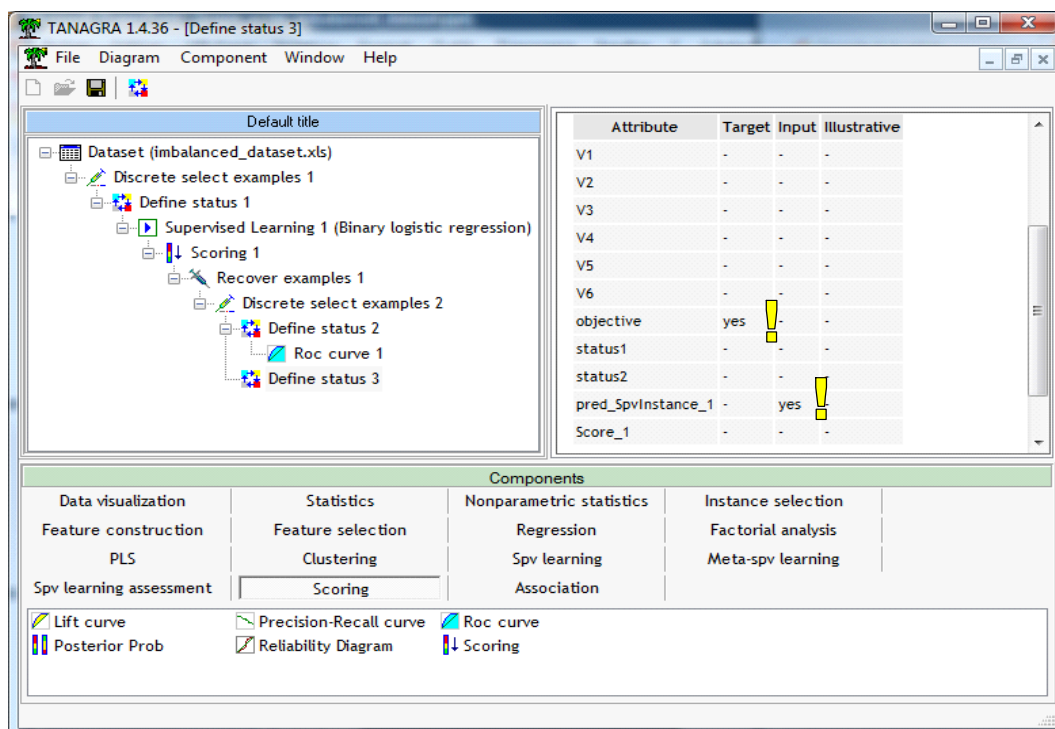 TANAGRA 1.4.36 - [Define status 3]
File Diagram Component Window Help
Default title
Dataset (imbalanced_dataset.xls)
Discrete select examples 1
Define status 1
Supervised Learning 1 (Binary logistic regression)
Scoring 1
Recover examples 1
Discrete select examples 2
Define status 2
Roc curve 1
Define status 3
Attribute Target Input Illustrative
V1 - - -
V2 - - -
V3 - - -
V4 - - -
V5 - - -
V6 - - -
objective yes - -
status1 - - -
status2 - - -
pred_SpvInstance_1 - yes -
Score_1 - - -
Components
Data visualization Statistics Nonparametric statistics Instance selection
Feature construction Feature selection Regression Factorial analysis
PLS Clustering Spv learning Meta-spv learning
Spv learning assessment Scoring Association
Lift curve Precision-Recall curve Roc curve
Posterior Prob Reliability Diagram Scoring